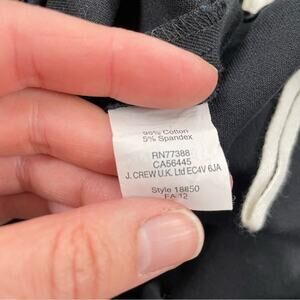 95% Cotton
5% Spandex
RN77388
CA56445
J. CREW U.K. Ltd EC4V 6JA
Style 18850
FA 12